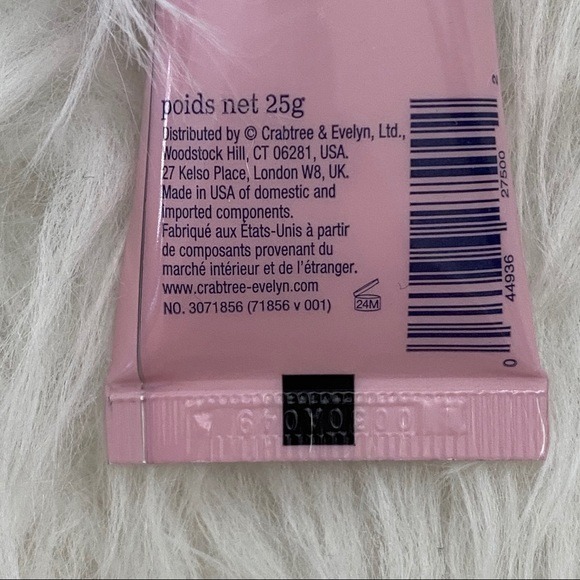 poids net 25g
Distributed by © Crabtree & Evelyn, Ltd.,
Woodstock Hill, CT 06281, USA.
27 Kelso Place, London W8, UK.
Made in USA of domestic and
imported components.
Fabriqué aux États-Unis à partir
de composants provenant du
marché intérieur et de l'étranger.
www.crabtree-evelyn.com
NO. 3071856 (71856 v 001)
24M
0 44936 27500 2